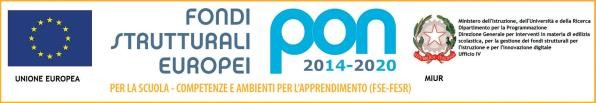 FONDI
STRUTTURALI
EUROPEI
pon
2014-2020
Ministero dell'Istruzione, dell'Università e della Ricerca
Dipartimento per la Programmazione
Direzione Generale per interventi in materia di edilizia
scolastica, per la gestione dei fondi strutturali per
l'istruzione e per l'innovazione digitale
Ufficio IV
UNIONE EUROPEA
MIUR
PER LA SCUOLA - COMPETENZE E AMBIENTI PER L'APPRENDIMENTO (FSE-FESR)